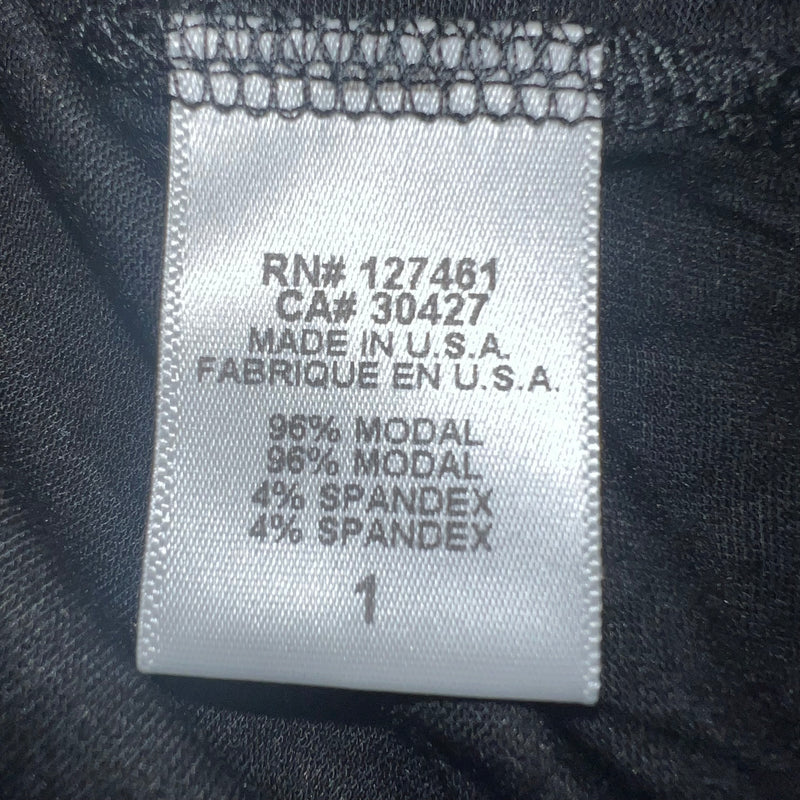 RN# 127461
CA# 30427
MADE IN U.S.A.
FABRIQUE EN U.S.A.
96% MODAL
96% MODAL
4% SPANDEX
4% SPANDEX
1